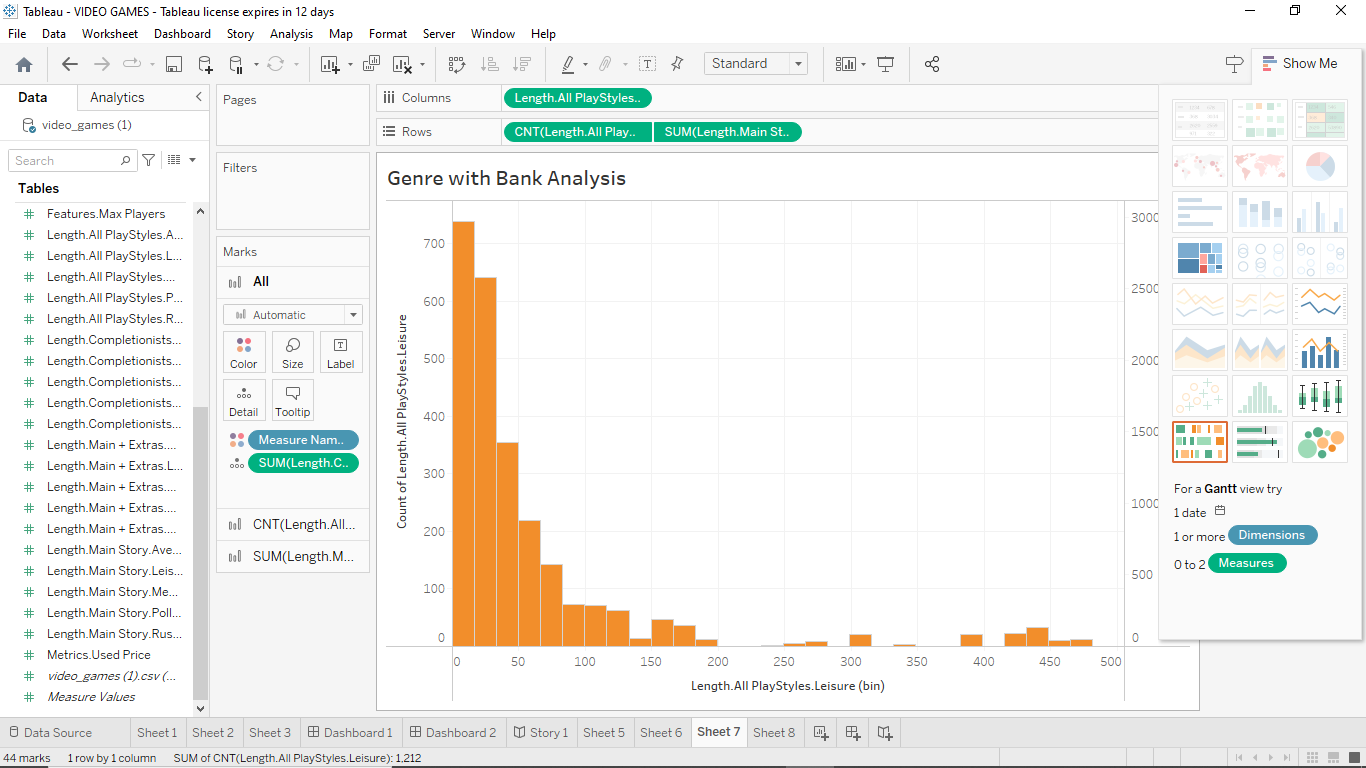 Tableau - VIDEO GAMES - Tableau license expires in 12 days
File Data Worksheet Dashboard Story Analysis Map Format Server Window Help
Standard
Show Me
Data Analytics
video_games (1)
Search
Tables
Features.Max Players
Length.All PlayStyles.A...
Length.All PlayStyles.L...
Length.All PlayStyles....
Length.All PlayStyles.P...
Length.All PlayStyles.R...
Length.Completionists...
Length.Completionists...
Length.Completionists...
Length.Completionists...
Length.Completionists...
Length.Main + Extras....
Length.Main + Extras.L...
Length.Main + Extras....
Length.Main + Extras....
Length.Main + Extras....
Length.Main Story.Ave...
Length.Main Story.Leis...
Length.Main Story.Me...
Length.Main Story.Poll...
Length.Main Story.Rus...
Metrics.Used Price
video_games (1).csv (...
Measure Values
Pages
Filters
Marks
All
Automatic
Color Size Label
Detail Tooltip
Measure Nam..
SUM(Length.C..
CNT(Length.All...
SUM(Length.M...
Columns Length.All PlayStyles..
Rows CNT(Length.All Play.. SUM(Length.Main St..
Genre with Bank Analysis
Count of Length.All PlayStyles.Leisure
700
600
500
400
300
200
100
0
3000
2500
2000
1500
1000
500
0
0 50 100 150 200 250 300 350 400 450 500
Length.All PlayStyles.Leisure (bin)
For a Gantt view try
1 date
1 or more Dimensions
0 to 2 Measures
Data Source Sheet 1 Sheet 2 Sheet 3 Dashboard 1 Dashboard 2 Story 1 Sheet 5 Sheet 6 Sheet 7 Sheet 8
44 marks 1 row by 1 column SUM of CNT(Length.All PlayStyles.Leisure): 1,212